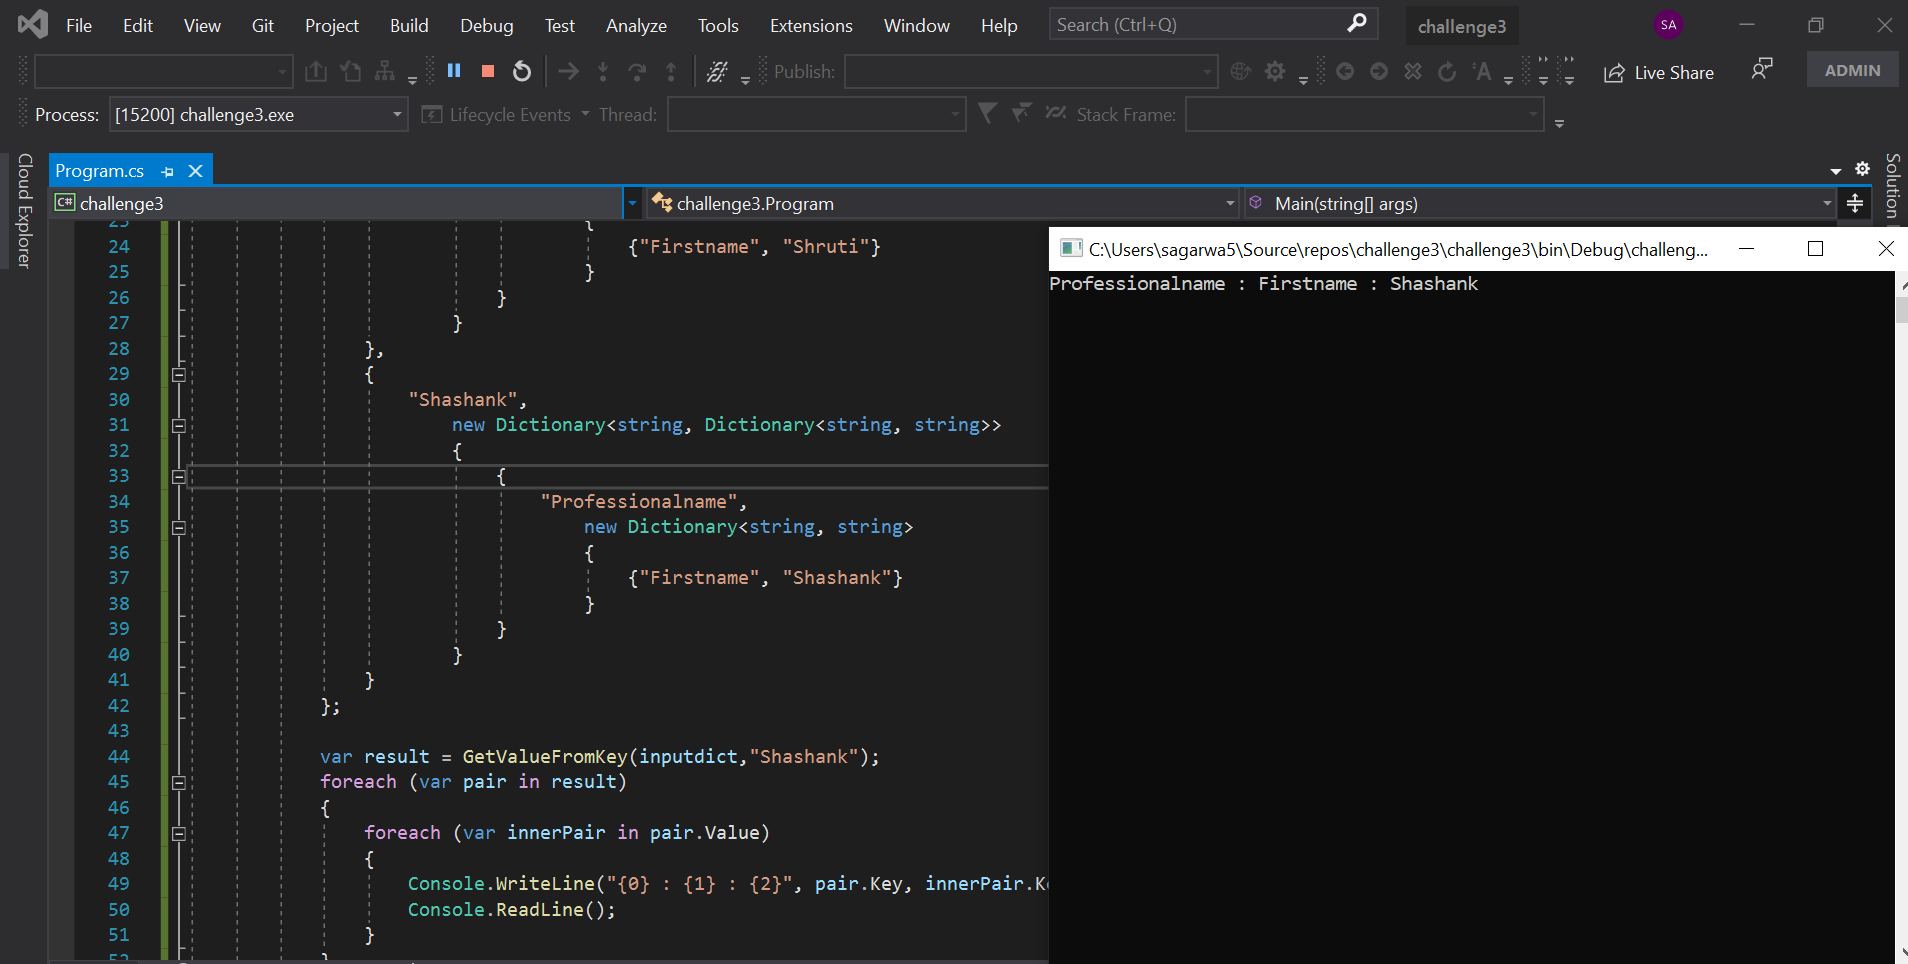 File Edit View Git Project Build Debug Test Analyze Tools Extensions Window Help Search (Ctrl+Q) challenge3 SA
Publish: Live Share ADMIN
Process: [15200] challenge3.exe Lifecycle Events Thread: Stack Frame:
Cloud Explorer
Solution
Program.cs
C# challenge3 challenge3.Program Main(string[] args)
23 {
24 {"Firstname", "Shruti"}
25 }
26 }
27 }
28 },
29 {
30 "Shashank",
31 new Dictionary<string, Dictionary<string, string>>
32 {
33 {
34 "Professionalname",
35 new Dictionary<string, string>
36 {
37 {"Firstname", "Shashank"}
38 }
39 }
40 }
41 }
42 };
43
44 var result = GetValueFromKey(inputdict,"Shashank");
45 foreach (var pair in result)
46 {
47 foreach (var innerPair in pair.Value)
48 {
49 Console.WriteLine("{0} : {1} : {2}", pair.Key, innerPair.K
50 Console.ReadLine();
51 }
52 }
C:\Users\sagarwa5\Source\repos\challenge3\challenge3\bin\Debug\challeng...
Professionalname : Firstname : Shashank